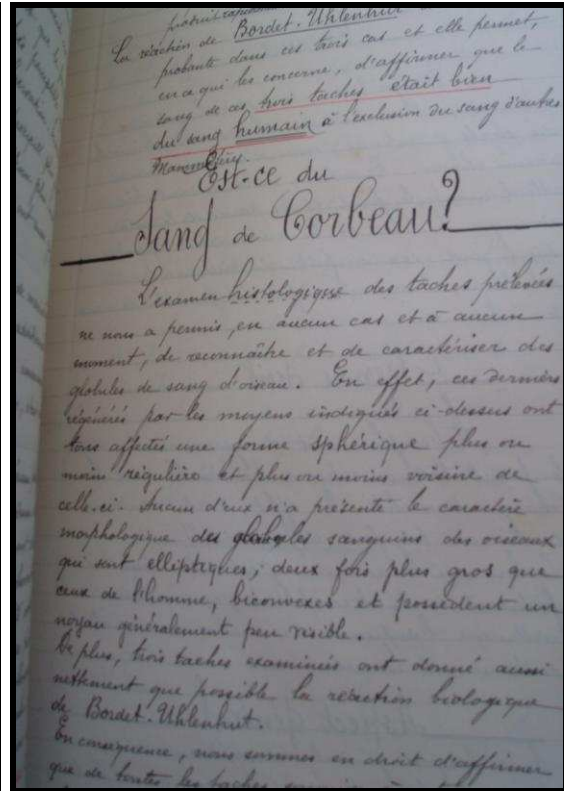 produit
La réaction de Bordet-Uhlenhut
probante dans ces trois cas et elle permet,
en ce qui les concerne, d'affirmer que le
sang de ces trois taches était bien
du sang humain à l'exclusion du sang d'autres
Est-ce du
Sang de Corbeau?
L'examen histologique des taches prélevées
ne nous a permis, en aucun cas et à aucun
moment, de reconnaître et de caractériser des
globules de sang d'oiseau. En effet, ces derniers
régénérés par les moyens indiqués ci-dessus ont
tous affecté une forme sphérique plus ou
moins régulière et plus ou moins voisine de
celle-ci. Aucun d'eux n'a présenté le caractère
morphologique des globules sanguins des oiseaux
qui sont elliptiques, deux fois plus gros que
ceux de l'homme, biconvexes et possèdent un
noyau généralement peu visible.
De plus, trois taches examinées ont donné aussi
nettement que possible la réaction biologique
de Bordet-Uhlenhut.
En conséquence, nous sommes en droit d'affirmer
que de toutes les taches